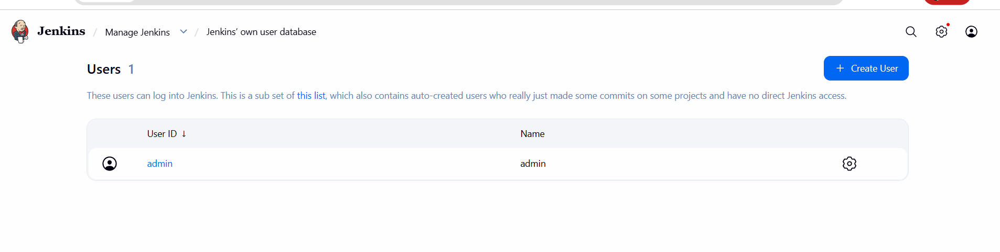 Jenkins / Manage Jenkins / Jenkins’ own user database
Users 1
+ Create User
These users can log into Jenkins. This is a sub set of this list, which also contains auto-created users who really just made some commits on some projects and have no direct Jenkins access.
User ID ↓ Name
admin admin